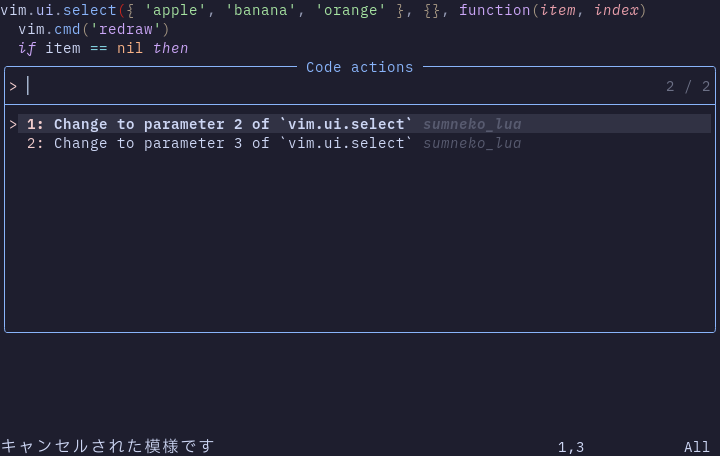 vim.ui.select({ 'apple', 'banana', 'orange' }, {}, function(item, index)
  vim.cmd('redraw')
  if item == nil then
Code actions
> 2 / 2
> 1: Change to parameter 2 of `vim.ui.select` sumneko_lua
2: Change to parameter 3 of `vim.ui.select` sumneko_lua
キャンセルされた模様です 1,3 All